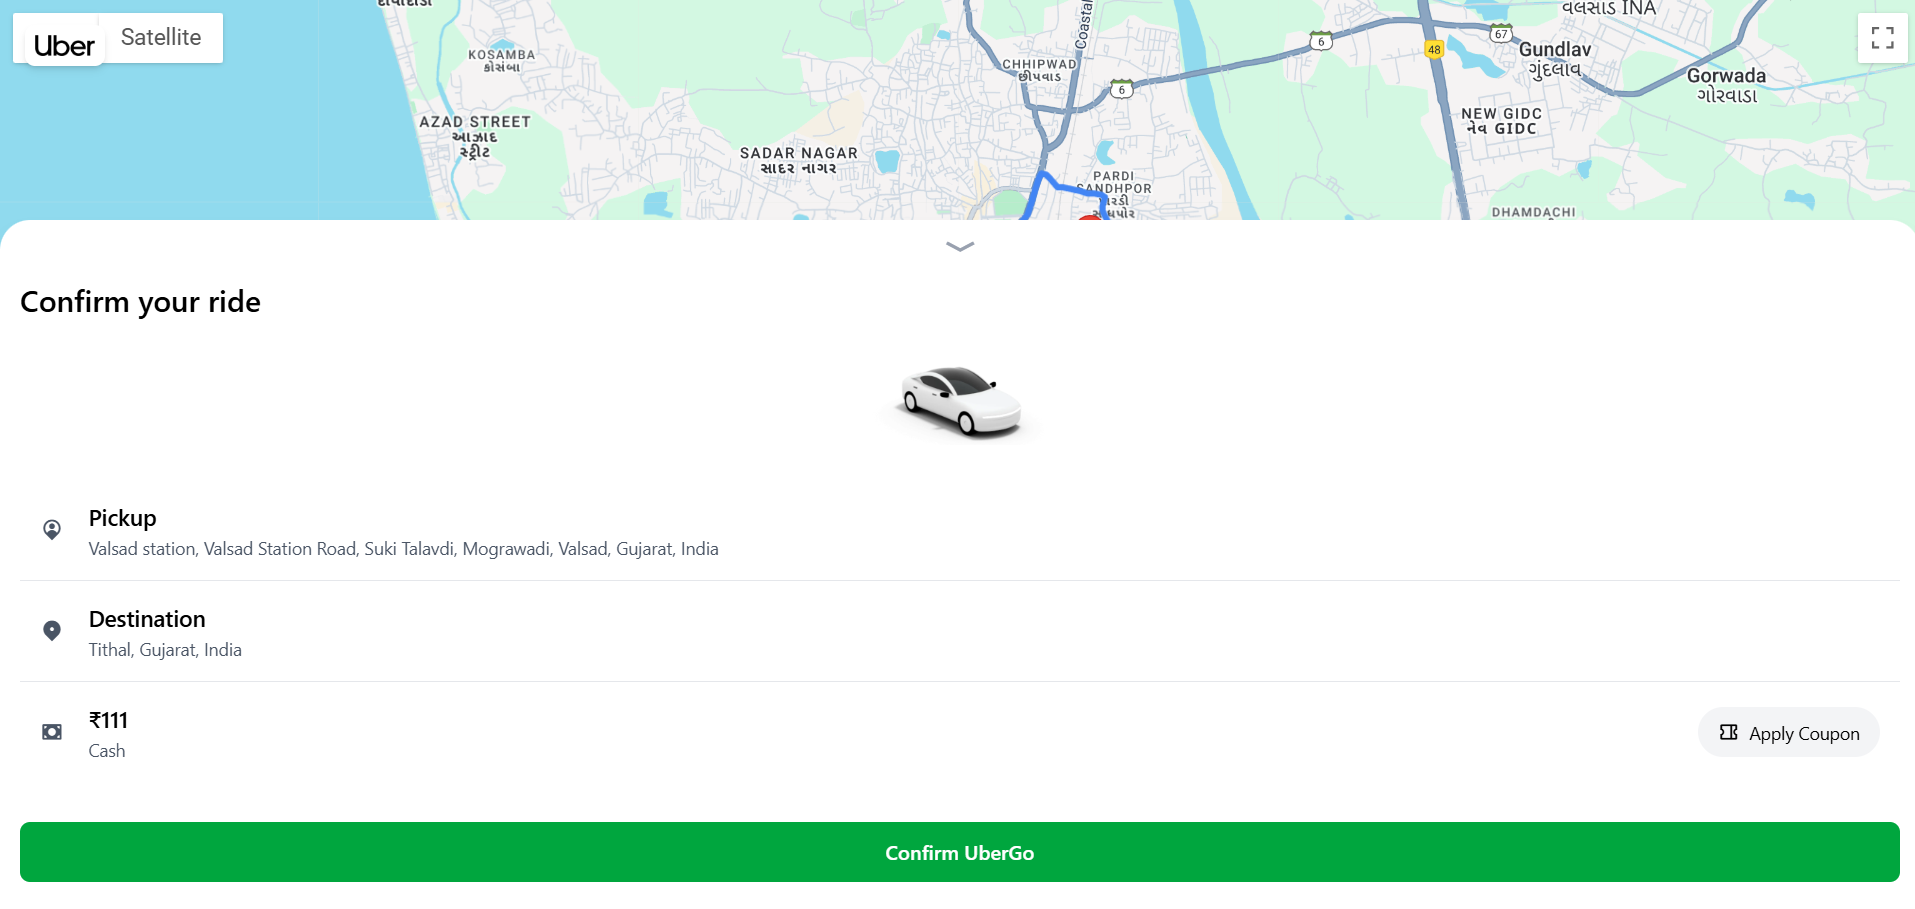 Uber
Satellite
KOSAMBA
કોસંબા
AZAD STREET
આઝાદ
સ્ટ્રીટ
SADAR NAGAR
સાદર નાગર
CHHIPWAD
છીપવાડ
Coastal
6
6
48
67
વલસાડ INA
Gundlav
ગુંદલાવ
Gorwada
ગોરવાડા
NEW GIDC
નેવ GIDC
PARDI
SANDHPOR
DHAMDACHI
Confirm your ride
Pickup
Valsad station, Valsad Station Road, Suki Talavdi, Mograwadi, Valsad, Gujarat, India
Destination
Tithal, Gujarat, India
₹111
Cash
Apply Coupon
Confirm UberGo